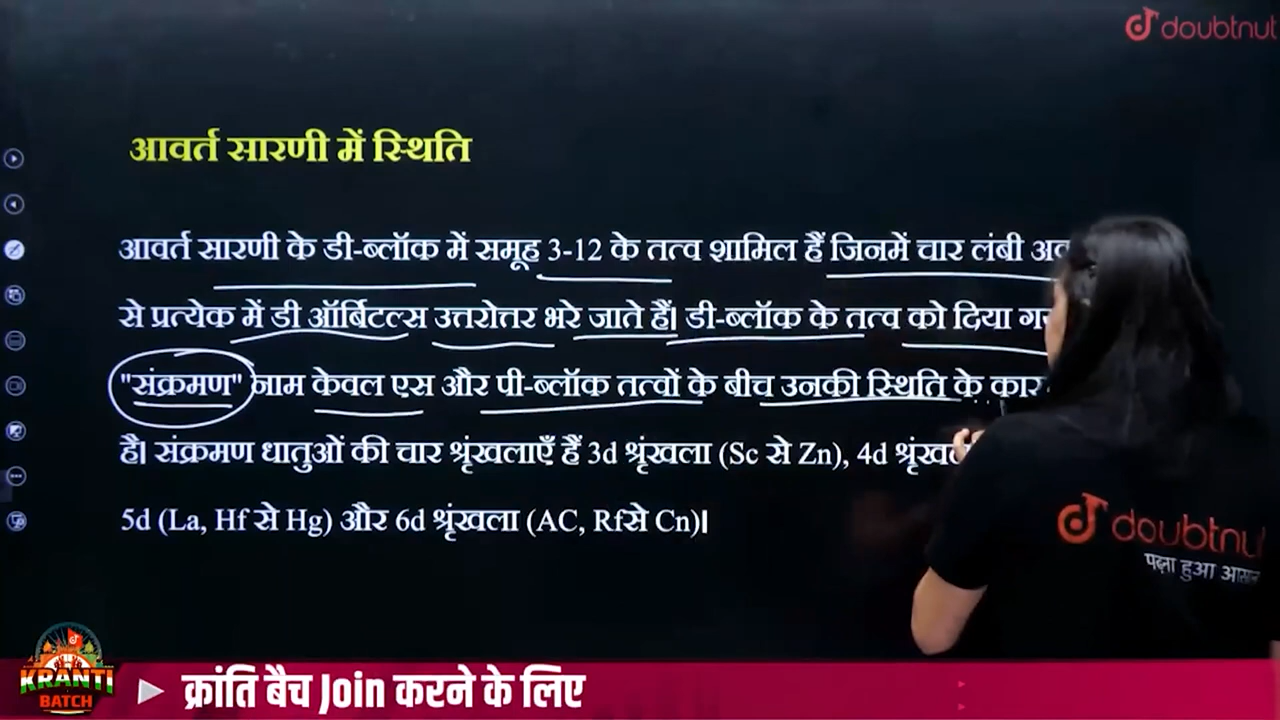 doubtnut
आवर्त सारणी में स्थिति
आवर्त सारणी के डी-ब्लॉक में समूह 3-12 के तत्व शामिल हैं जिनमें चार लंबी
से प्रत्येक में डी ऑर्बिटल्स उत्तरोत्तर भरे जाते हैं। डी-ब्लॉक के तत्व को दिया
"संक्रमण" नाम केवल एस और पी-ब्लॉक तत्वों के बीच उनकी स्थिति के
है। संक्रमण धातुओं की चार श्रृंखलाएँ हैं 3d श्रृंखला (Sc से Zn), 4d
5d (La, Hf से Hg) और 6d श्रृंखला (AC, Rfसे Cn)।
doubtnut
पढ़ना हुआ आसान
KRANTI
BATCH
क्रांति बैच Join करने के लिए